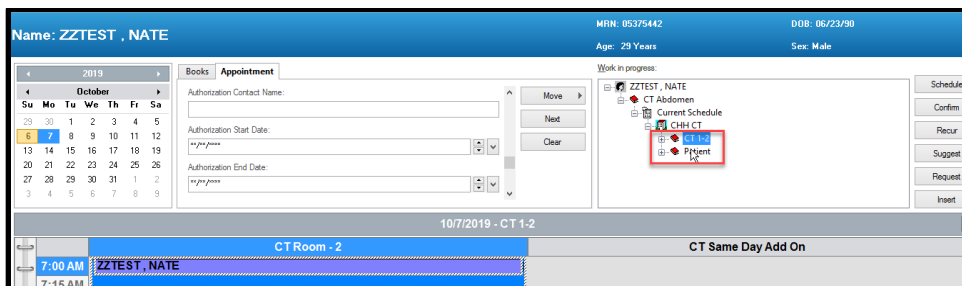 Name: ZZTEST , NATE
MRN: 05375442
DOB: 06/23/90
Age: 29 Years
Sex: Male
2019
October
Su Mo Tu We Th Fr Sa
29 30 1 2 3 4 5
6 7 8 9 10 11 12
13 14 15 16 17 18 19
20 21 22 23 24 25 26
27 28 29 30 31 1 2
3 4 5 6 7 8 9
Books Appointment
Authorization Contact Name:
Authorization Start Date:
**/**/****
Authorization End Date:
**/**/****
Move
Next
Clear
Work in progress:
ZZTEST, NATE
CT Abdomen
Current Schedule
CHH CT
CT 1-2
Patient
Schedule
Confirm
Recur
Suggest
Request
Insert
10/7/2019 - CT 1-2
CT Room - 2
CT Same Day Add On
7:00 AM ZZTEST , NATE
7:15 AM